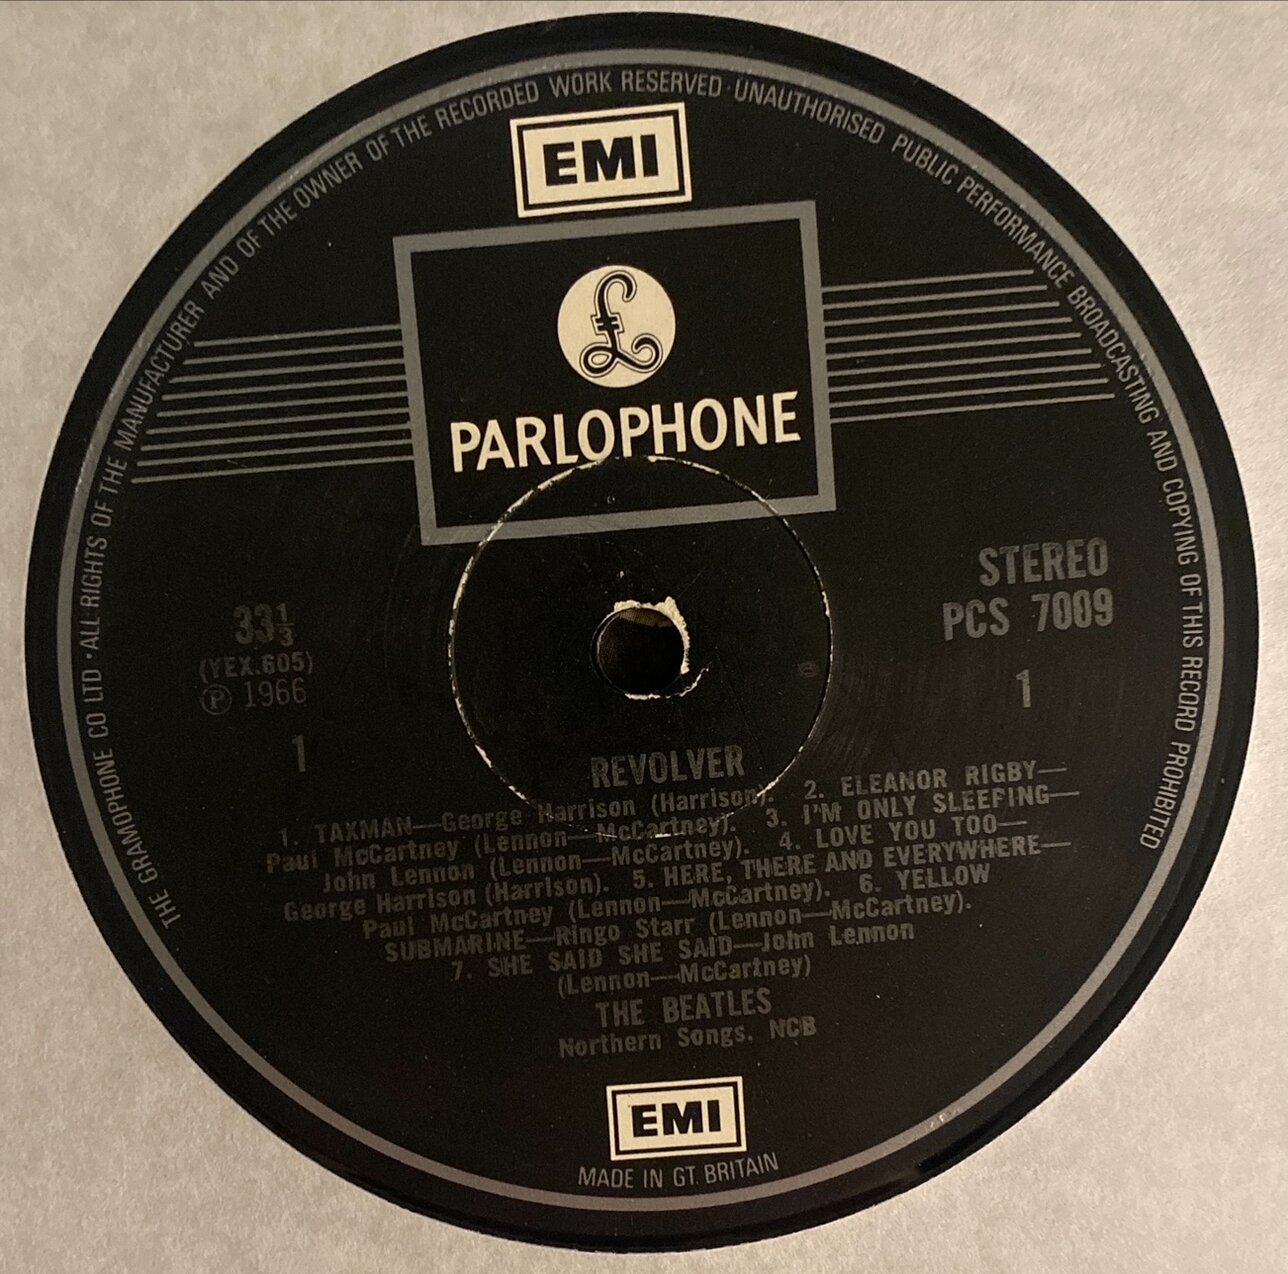 THE GRAMOPHONE CO LTD · ALL RIGHTS OF THE MANUFACTURER AND OF THE OWNER OF THE RECORDED WORK RESERVED · UNAUTHORISED PUBLIC PERFORMANCE BROADCASTING AND COPYING OF THIS RECORD PROHIBITED
EMI
£
PARLOPHONE
STEREO
PCS 7009
1
33⅓
(YEX.605)
℗ 1966
1
REVOLVER
1. TAXMAN—George Harrison (Harrison). 2. ELEANOR RIGBY—
Paul McCartney (Lennon—McCartney). 3. I'M ONLY SLEEPING—
John Lennon (Lennon—McCartney). 4. LOVE YOU TOO—
George Harrison (Harrison). 5. HERE, THERE AND EVERYWHERE—
Paul McCartney (Lennon—McCartney). 6. YELLOW
SUBMARINE—Ringo Starr (Lennon—McCartney).
7. SHE SAID SHE SAID—John Lennon
(Lennon—McCartney)
THE BEATLES
Northern Songs. NCB
EMI
MADE IN GT. BRITAIN